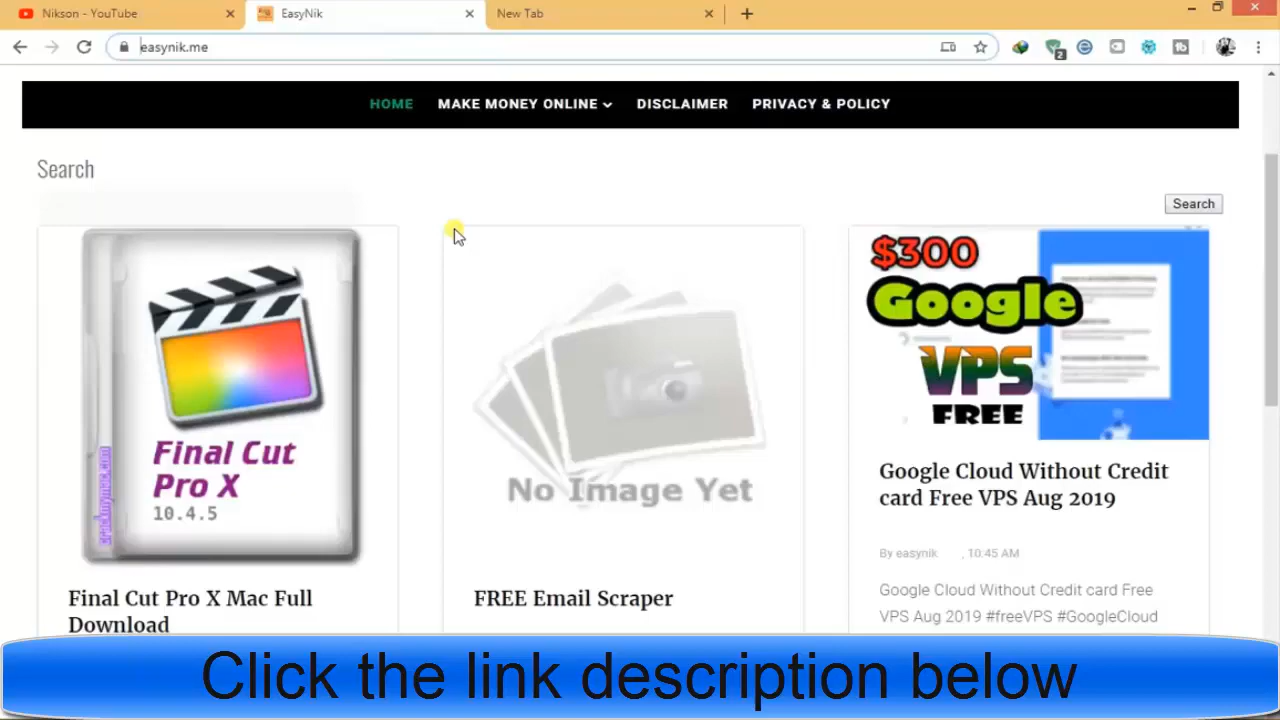 Nikson - YouTube
EasyNik
New Tab
easynik.me
2
HOME
MAKE MONEY ONLINE
DISCLAIMER
PRIVACY & POLICY
Search
Search
Final Cut
Pro X
10.4.5
No Image Yet
$300
Google
VPS
FREE
Google Cloud Without Credit
card Free VPS Aug 2019
By easynik , 10:45 AM
Google Cloud Without Credit card Free
VPS Aug 2019 #freeVPS #GoogleCloud
Final Cut Pro X Mac Full
Download
FREE Email Scraper
Click the link description below